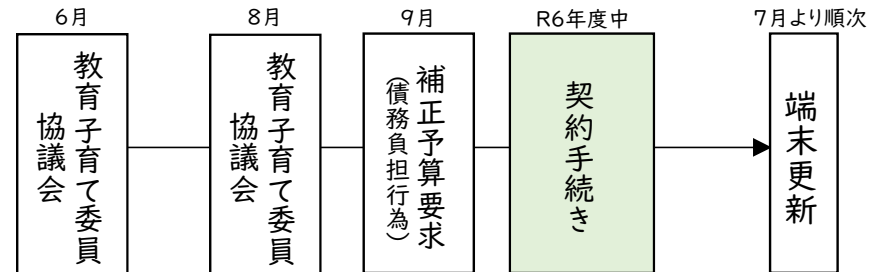 6月
教育子育て委員
協議会
8月
教育子育て委員
協議会
9月
補正予算要求
(債務負担行為)
R6年度中
契約手続き
7月より順次
端末更新